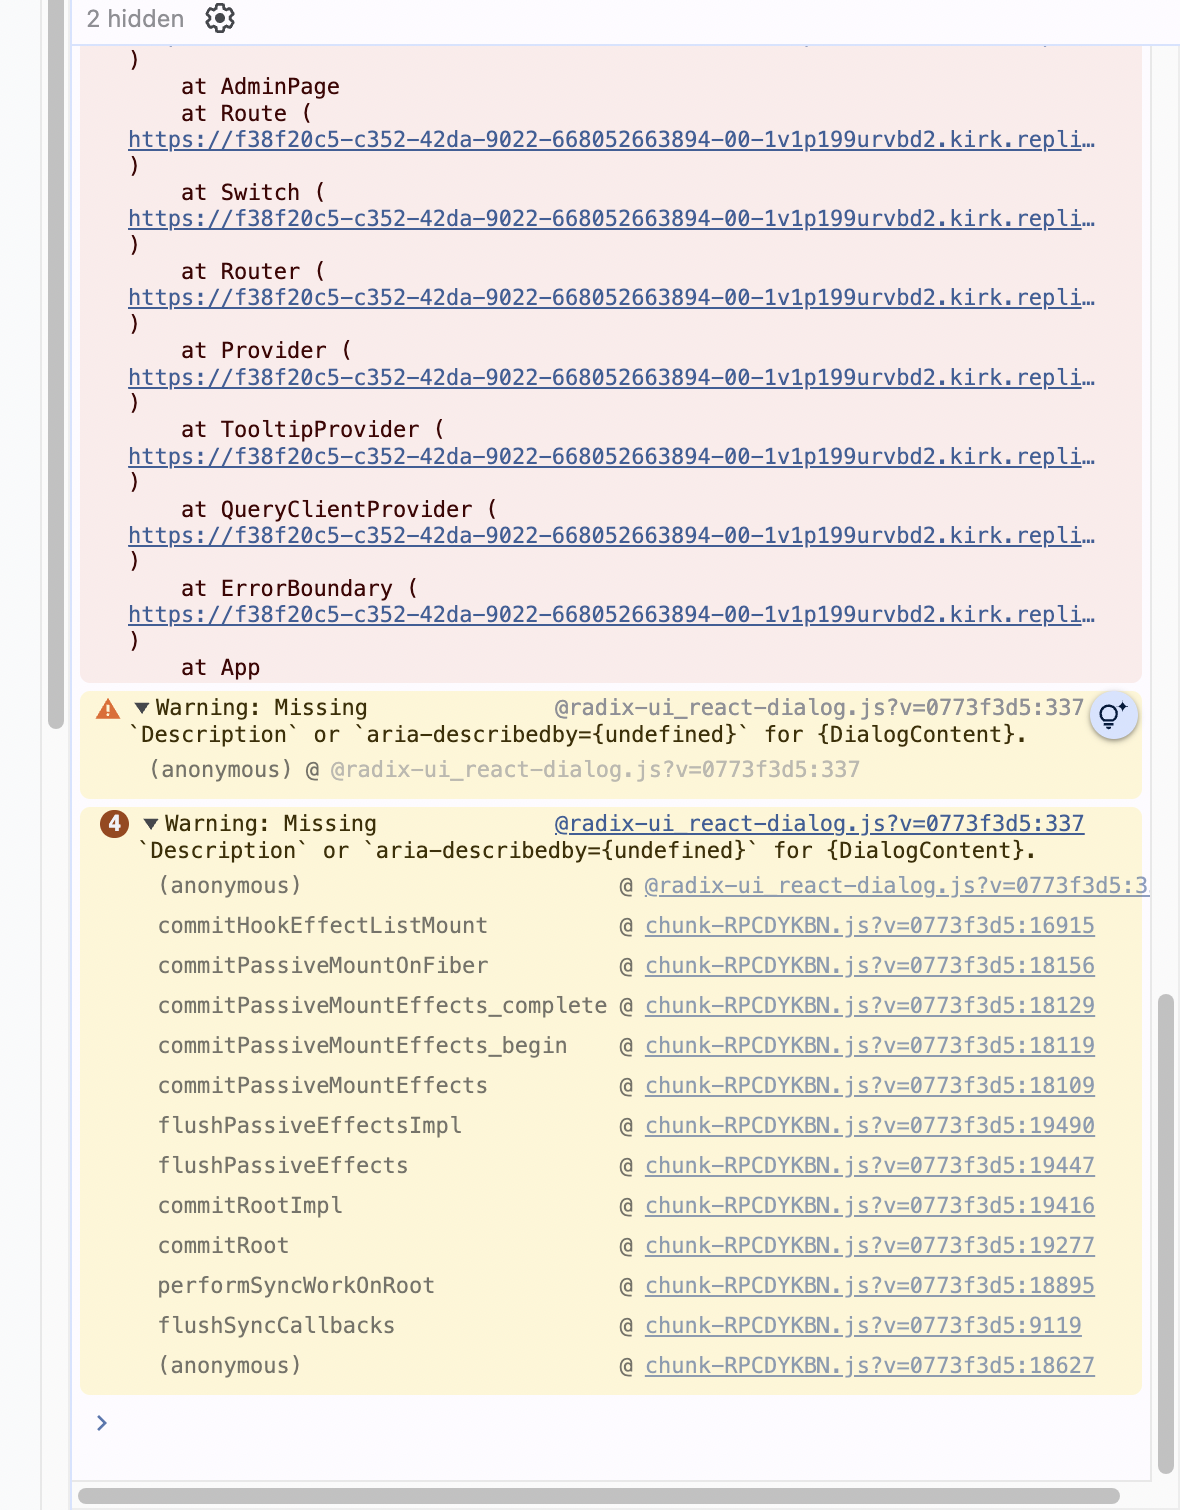 2 hidden
)
at AdminPage
at Route (
https://f38f20c5-c352-42da-9022-668052663894-00-1v1p199urvbd2.kirk.repli…
)
at Switch (
https://f38f20c5-c352-42da-9022-668052663894-00-1v1p199urvbd2.kirk.repli…
)
at Router (
https://f38f20c5-c352-42da-9022-668052663894-00-1v1p199urvbd2.kirk.repli…
)
at Provider (
https://f38f20c5-c352-42da-9022-668052663894-00-1v1p199urvbd2.kirk.repli…
)
at TooltipProvider (
https://f38f20c5-c352-42da-9022-668052663894-00-1v1p199urvbd2.kirk.repli…
)
at QueryClientProvider (
https://f38f20c5-c352-42da-9022-668052663894-00-1v1p199urvbd2.kirk.repli…
)
at ErrorBoundary (
https://f38f20c5-c352-42da-9022-668052663894-00-1v1p199urvbd2.kirk.repli…
)
at App
Warning: Missing @radix-ui_react-dialog.js?v=0773f3d5:337
`Description` or `aria-describedby={undefined}` for {DialogContent}.
(anonymous) @ @radix-ui_react-dialog.js?v=0773f3d5:337
4 Warning: Missing @radix-ui_react-dialog.js?v=0773f3d5:337
`Description` or `aria-describedby={undefined}` for {DialogContent}.
(anonymous) @ @radix-ui_react-dialog.js?v=0773f3d5:3
commitHookEffectListMount @ chunk-RPCDYKBN.js?v=0773f3d5:16915
commitPassiveMountOnFiber @ chunk-RPCDYKBN.js?v=0773f3d5:18156
commitPassiveMountEffects_complete @ chunk-RPCDYKBN.js?v=0773f3d5:18129
commitPassiveMountEffects_begin @ chunk-RPCDYKBN.js?v=0773f3d5:18119
commitPassiveMountEffects @ chunk-RPCDYKBN.js?v=0773f3d5:18109
flushPassiveEffectsImpl @ chunk-RPCDYKBN.js?v=0773f3d5:19490
flushPassiveEffects @ chunk-RPCDYKBN.js?v=0773f3d5:19447
commitRootImpl @ chunk-RPCDYKBN.js?v=0773f3d5:19416
commitRoot @ chunk-RPCDYKBN.js?v=0773f3d5:19277
performSyncWorkOnRoot @ chunk-RPCDYKBN.js?v=0773f3d5:18895
flushSyncCallbacks @ chunk-RPCDYKBN.js?v=0773f3d5:9119
(anonymous) @ chunk-RPCDYKBN.js?v=0773f3d5:18627